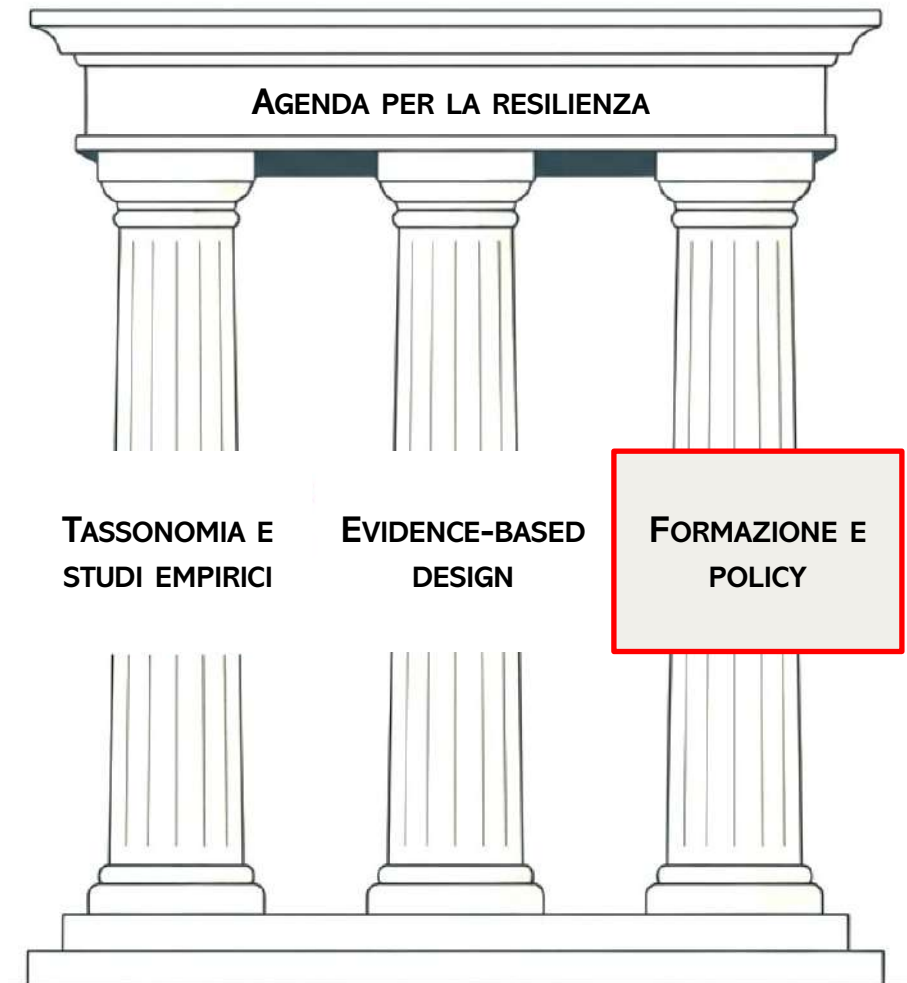 AGENDA PER LA RESILIENZA
TASSONOMIA E
STUDI EMPIRICI
EVIDENCE-BASED
DESIGN
FORMAZIONE E
POLICY